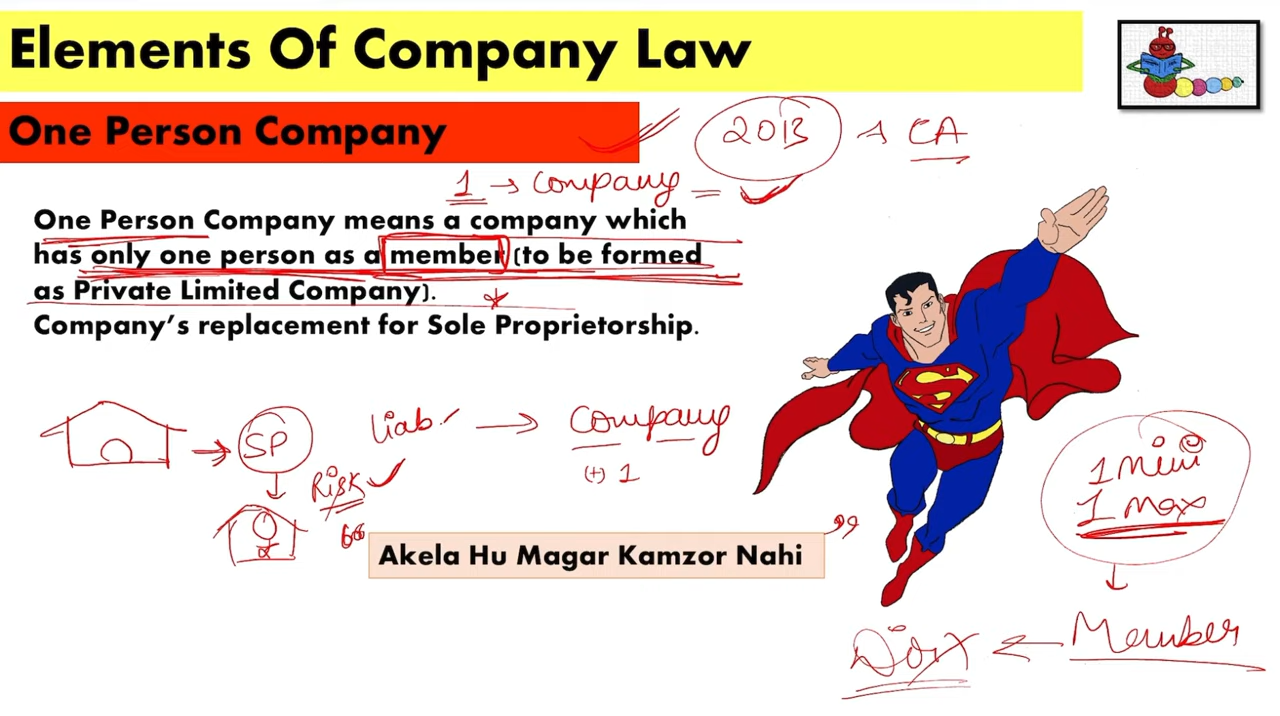 Elements Of Company Law
One Person Company
2013 → CA
1 → Company =
One Person Company means a company which
has only one person as a member (to be formed
as Private Limited Company).
Company's replacement for Sole Proprietorship.
SP
Liab.
→ Company
(+) 1
Risk
1 Mini
1 Max
Akela Hu Magar Kamzor Nahi
Member